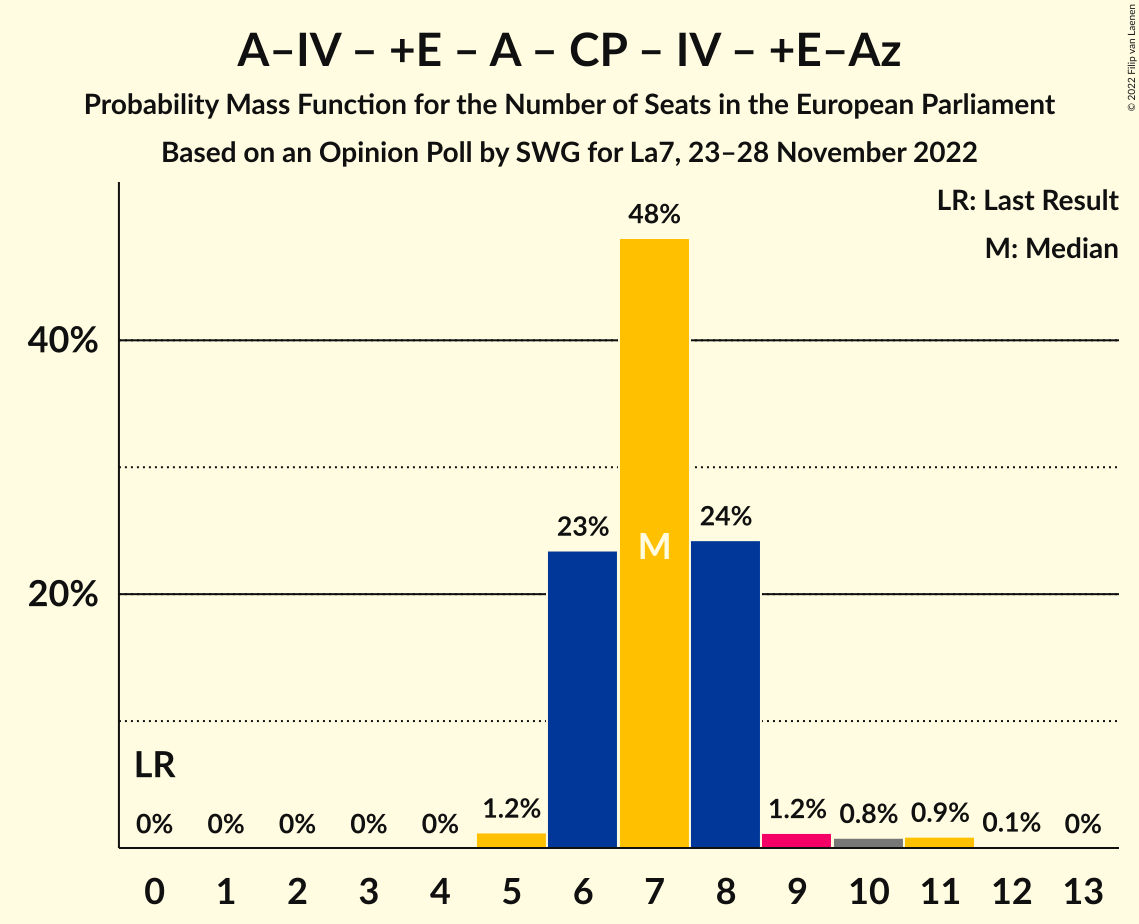 A–IV – +E – A – CP – IV – +E–Az
Probability Mass Function for the Number of Seats in the European Parliament
Based on an Opinion Poll by SWG for La7, 23–28 November 2022
© 2022 Filip van Laenen
LR: Last Result
M: Median
48%
40%
24%
23%
M
20%
LR
0% 0% 0% 0% 0% 1.2% 1.2% 0.8% 0.9% 0.1% 0%
0 1 2 3 4 5 6 7 8 9 10 11 12 13